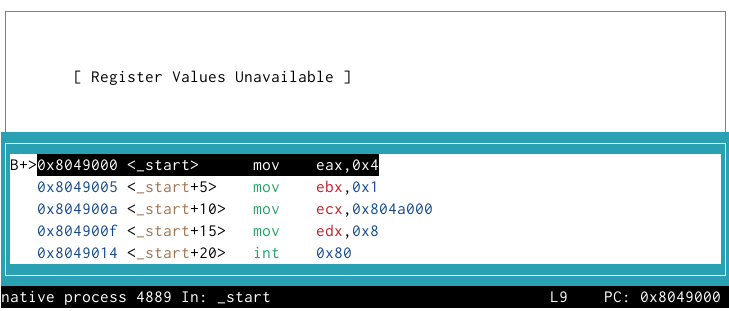 [ Register Values Unavailable ]
B+>0x8049000 <_start>      mov    eax,0x4
   0x8049005 <_start+5>    mov    ebx,0x1
   0x804900a <_start+10>   mov    ecx,0x804a000
   0x804900f <_start+15>   mov    edx,0x8
   0x8049014 <_start+20>   int    0x80
native process 4889 In: _start                               L9    PC: 0x8049000